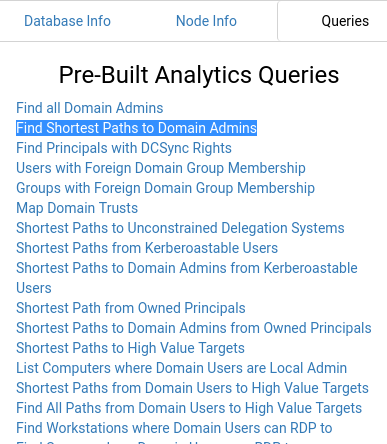 Database Info
Node Info
Queries
Pre-Built Analytics Queries
Find all Domain Admins
Find Shortest Paths to Domain Admins
Find Principals with DCSync Rights
Users with Foreign Domain Group Membership
Groups with Foreign Domain Group Membership
Map Domain Trusts
Shortest Paths to Unconstrained Delegation Systems
Shortest Paths from Kerberoastable Users
Shortest Paths to Domain Admins from Kerberoastable
Users
Shortest Path from Owned Principals
Shortest Paths to Domain Admins from Owned Principals
Shortest Paths to High Value Targets
List Computers where Domain Users are Local Admin
Shortest Paths from Domain Users to High Value Targets
Find All Paths from Domain Users to High Value Targets
Find Workstations where Domain Users can RDP to